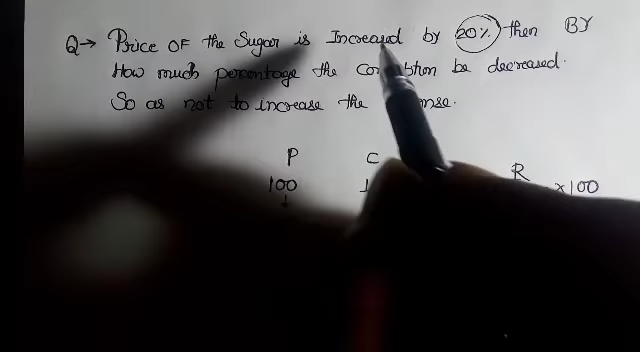 Q→ Price OF the Sugar is Increased by 20% then BY
How much percentage the be decreased.
So as not to increase the
P C
100 R ×100